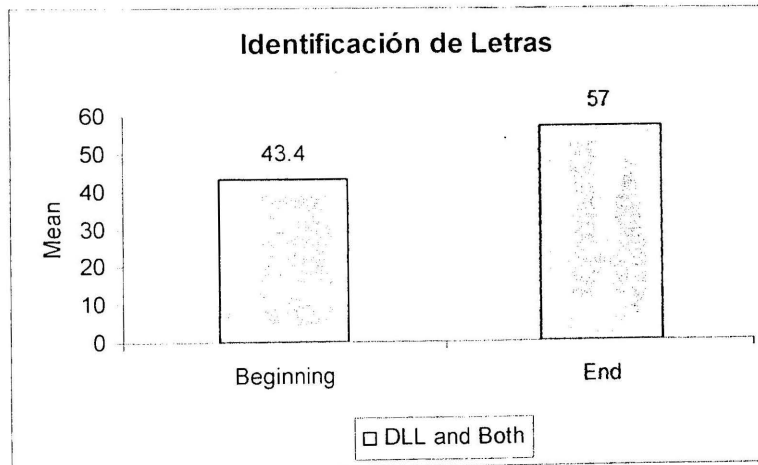 Identificación de Letras
57
43.4
60
50
40
30
20
10
0
Mean
Beginning
End
DLL and Both